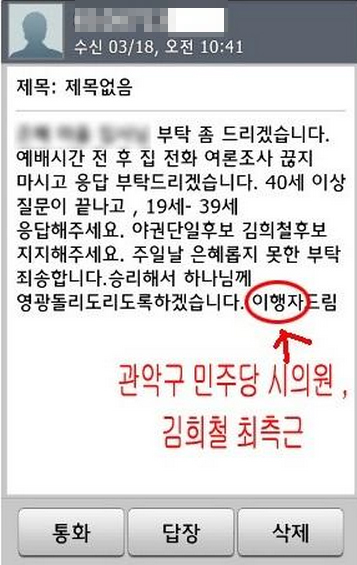 수신 03/18, 오전 10:41
제목: 제목없음
부탁 좀 드리겠습니다.
예배시간 전 후 집 전화 여론조사 끊지
마시고 응답 부탁드리겠습니다. 40세 이상
질문이 끝나고 , 19세- 39세
응답해주세요. 야권단일후보 김희철후보
지지해주세요. 주일날 은혜롭지 못한 부탁
죄송합니다.승리해서 하나님께
영광돌리도리도록하겠습니다. 이행자드림
관악구 민주당 시의원 ,
김희철 최측근
통화 답장 삭제